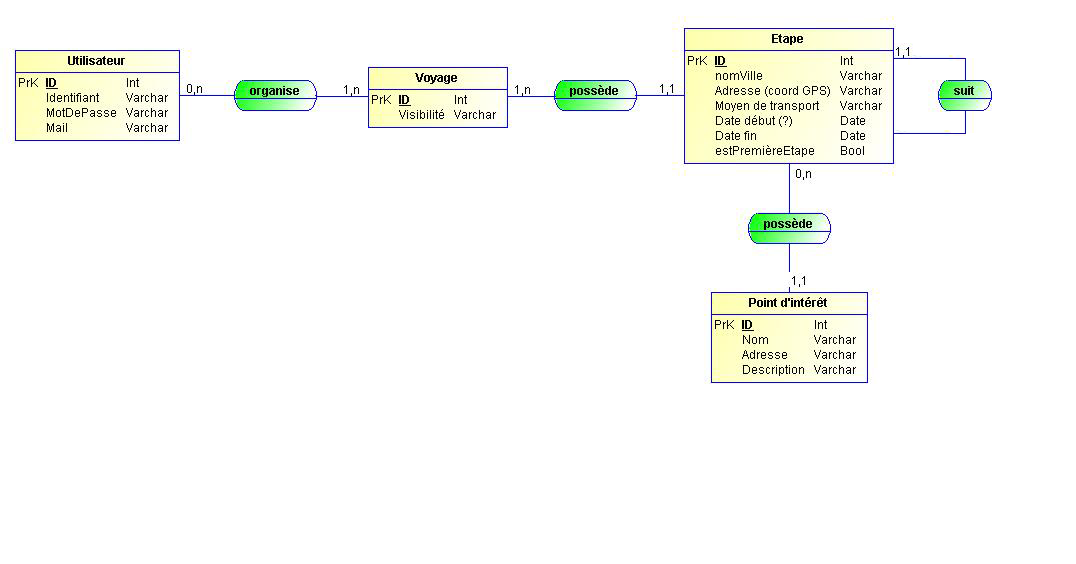 Utilisateur
PrK ID Int
Identifiant Varchar
MotDePasse Varchar
Mail Varchar
0,n
organise
1,n
Voyage
PrK ID Int
Visibilité Varchar
1,n
possède
1,1
Etape
PrK ID Int
nomVille Varchar
Adresse (coord GPS) Varchar
Moyen de transport Varchar
Date début (?) Date
Date fin Date
estPremièreEtape Bool
1,1
suit
0,n
possède
1,1
Point d'intérêt
PrK ID Int
Nom Varchar
Adresse Varchar
Description Varchar